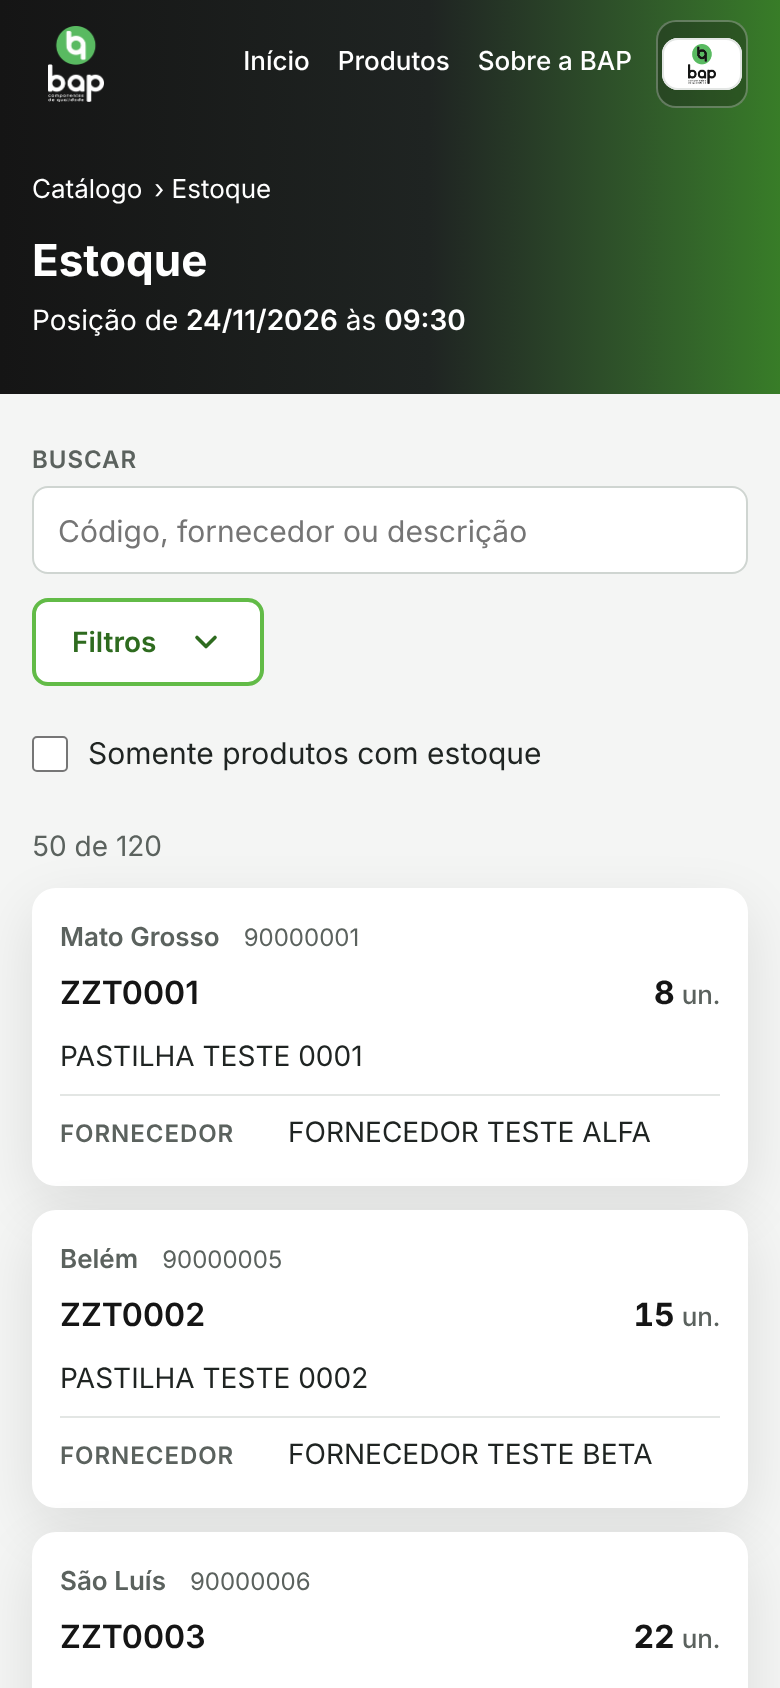 bap
componentes
de qualidade
Início Produtos Sobre a BAP
bap
Catálogo › Estoque
Estoque
Posição de 24/11/2026 às 09:30
BUSCAR
Código, fornecedor ou descrição
Filtros
Somente produtos com estoque
50 de 120
Mato Grosso 90000001
ZZT0001 8 un.
PASTILHA TESTE 0001
FORNECEDOR FORNECEDOR TESTE ALFA
Belém 90000005
ZZT0002 15 un.
PASTILHA TESTE 0002
FORNECEDOR FORNECEDOR TESTE BETA
São Luís 90000006
ZZT0003 22 un.